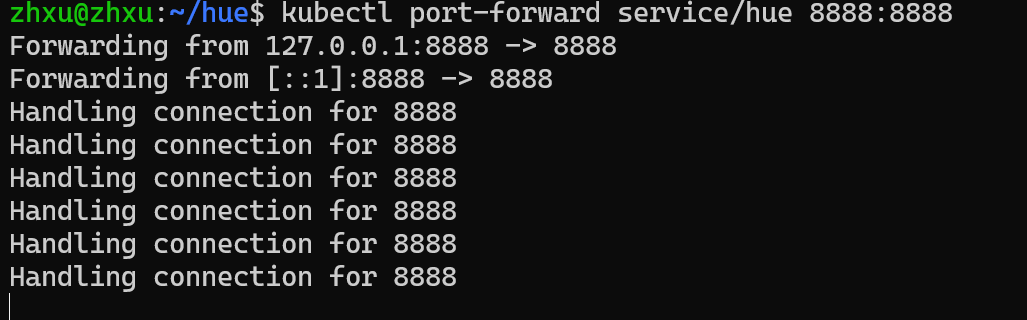 zhxu@zhxu:~/hue$ kubectl port-forward service/hue 8888:8888
Forwarding from 127.0.0.1:8888 -> 8888
Forwarding from [::1]:8888 -> 8888
Handling connection for 8888
Handling connection for 8888
Handling connection for 8888
Handling connection for 8888
Handling connection for 8888
Handling connection for 8888